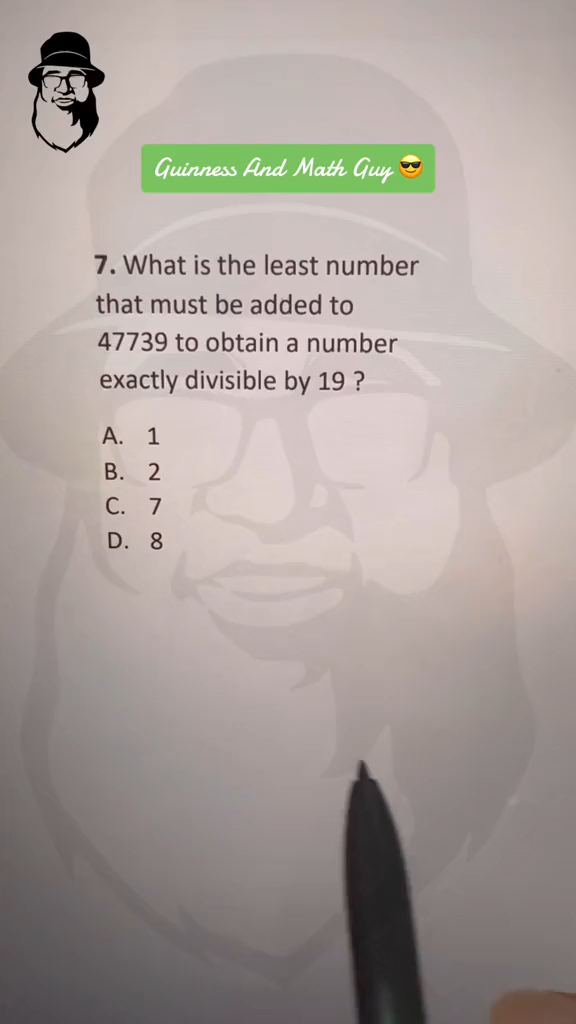 Guinness And Math Guy 😎
7. What is the least number
that must be added to
47739 to obtain a number
exactly divisible by 19 ?
A. 1
B. 2
C. 7
D. 8